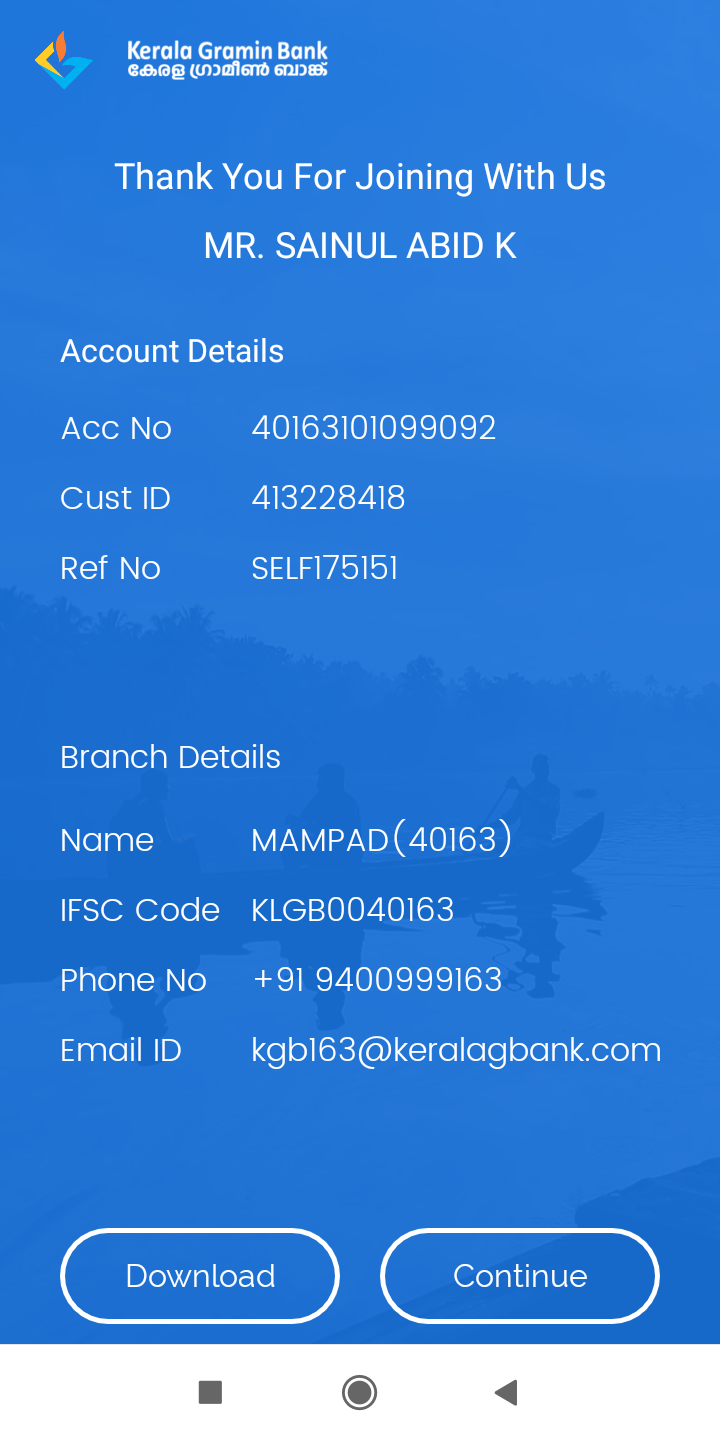 Kerala Gramin Bank
കേരള ഗ്രാമീൺ ബാങ്ക്
Thank You For Joining With Us
MR. SAINUL ABID K
Account Details
Acc No 40163101099092
Cust ID 413228418
Ref No SELF175151
Branch Details
Name MAMPAD(40163)
IFSC Code KLGB0040163
Phone No +91 9400999163
Email ID kgb163@keralagbank.com
Download Continue